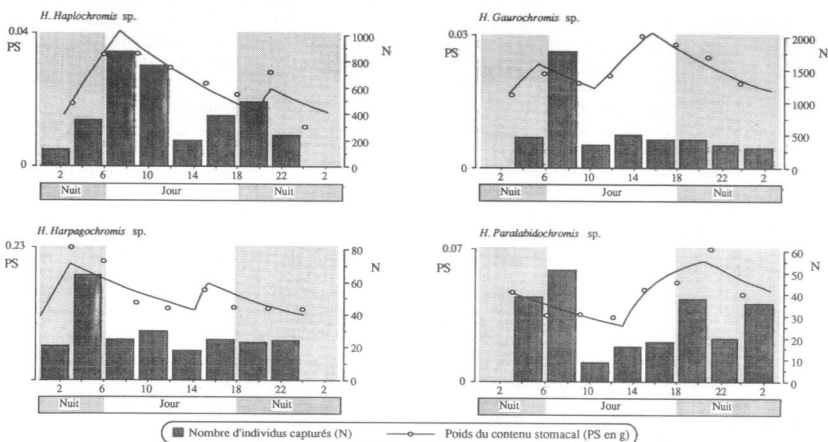 H. Haplochromis sp.
0.04
PS
0
1000
N
800
600
400
200
0
2 6 10 14 18 22 2
Nuit Jour Nuit
H. Gaurochromis sp.
0.03
PS
0
2000
N
1500
1000
500
0
2 6 10 14 18 22 2
Nuit Jour Nuit
H. Harpagochromis sp.
0.23
PS
0
80
N
60
40
20
0
2 6 10 14 18 22 2
Nuit Jour Nuit
H. Paralabidochromis sp.
0.07
PS
0
60
N
50
40
30
20
10
0
2 6 10 14 18 22 2
Nuit Jour Nuit
Nombre d'individus capturés (N) Poids du contenu stomacal (PS en g)